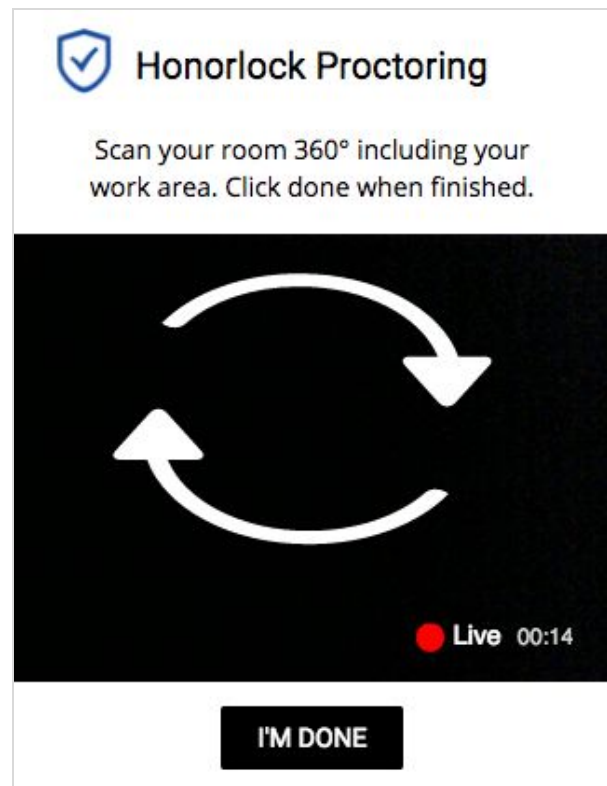 Honorlock Proctoring
Scan your room 360° including your
work area. Click done when finished.
Live 00:14
I'M DONE